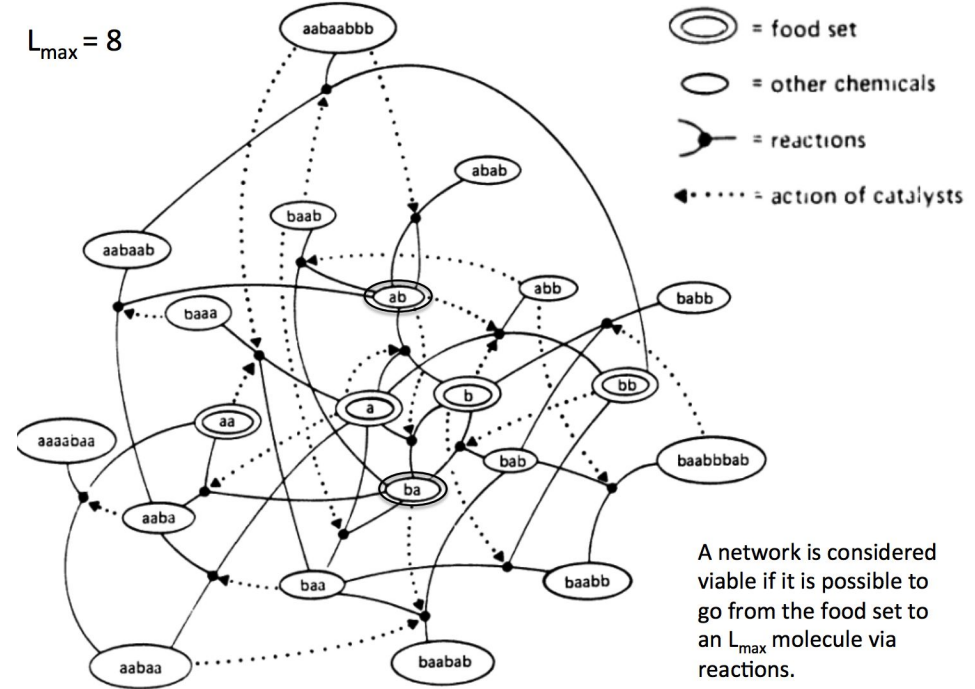 L_max = 8
aabaabbb
= food set
= other chemicals
= reactions
= action of catalysts
abab
baab
aabaab
ab
abb
baaa
babb
bb
b
a
aa
aaaabaa
bab
baabbbab
ba
aaba
baa
baabb
aabaa
baabab
A network is considered
viable if it is possible to
go from the food set to
an L_max molecule via
reactions.